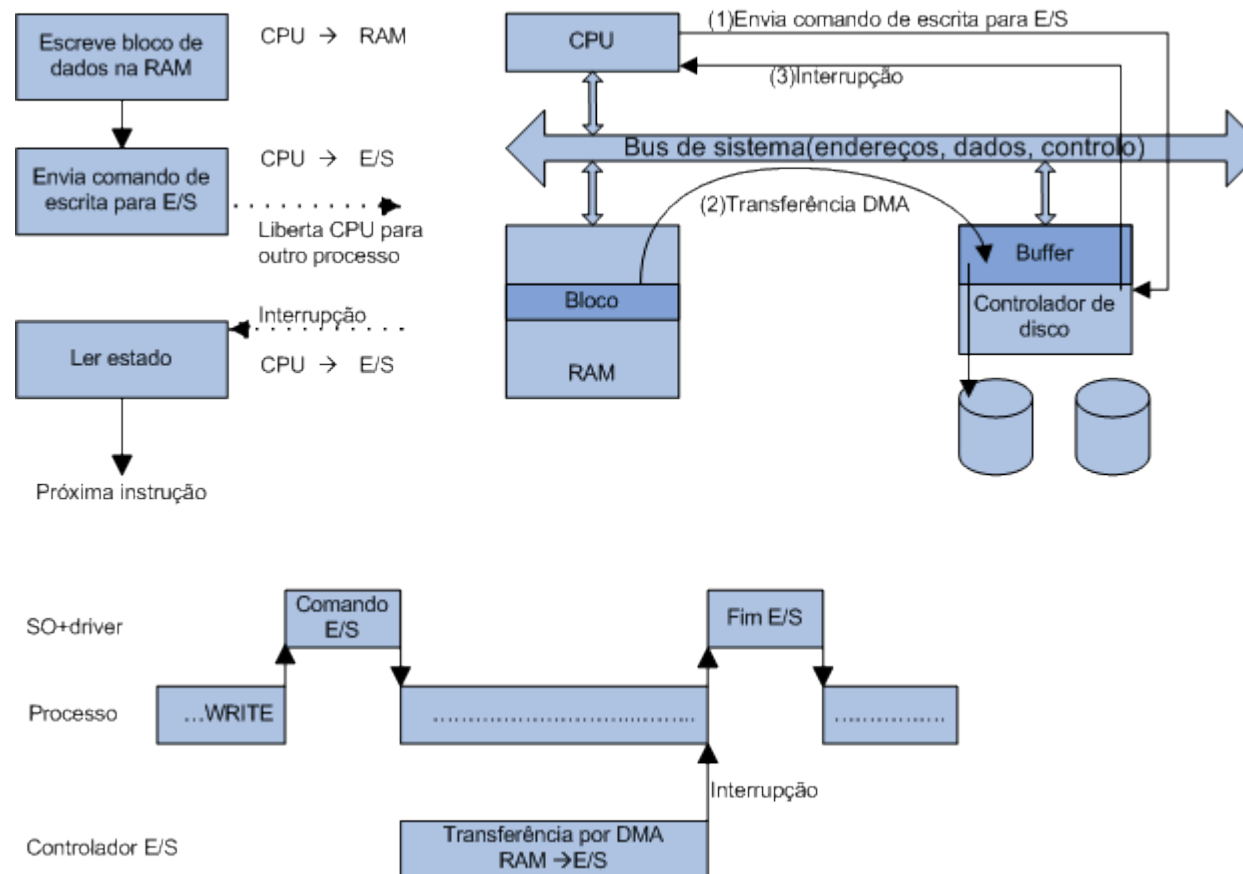 Escreve bloco de
dados na RAM
CPU → RAM
Envia comando de
escrita para E/S
CPU → E/S
Liberta CPU para
outro processo
Interrupção
Ler estado
CPU → E/S
Próxima instrução
(1)Envia comando de escrita para E/S
CPU
(3)Interrupção
Bus de sistema(endereços, dados, controlo)
(2)Transferência DMA
Bloco
RAM
Buffer
Controlador de
disco
SO+driver
Comando
E/S
Fim E/S
Processo
...WRITE
.......................................
................
Interrupção
Controlador E/S
Transferência por DMA
RAM →E/S